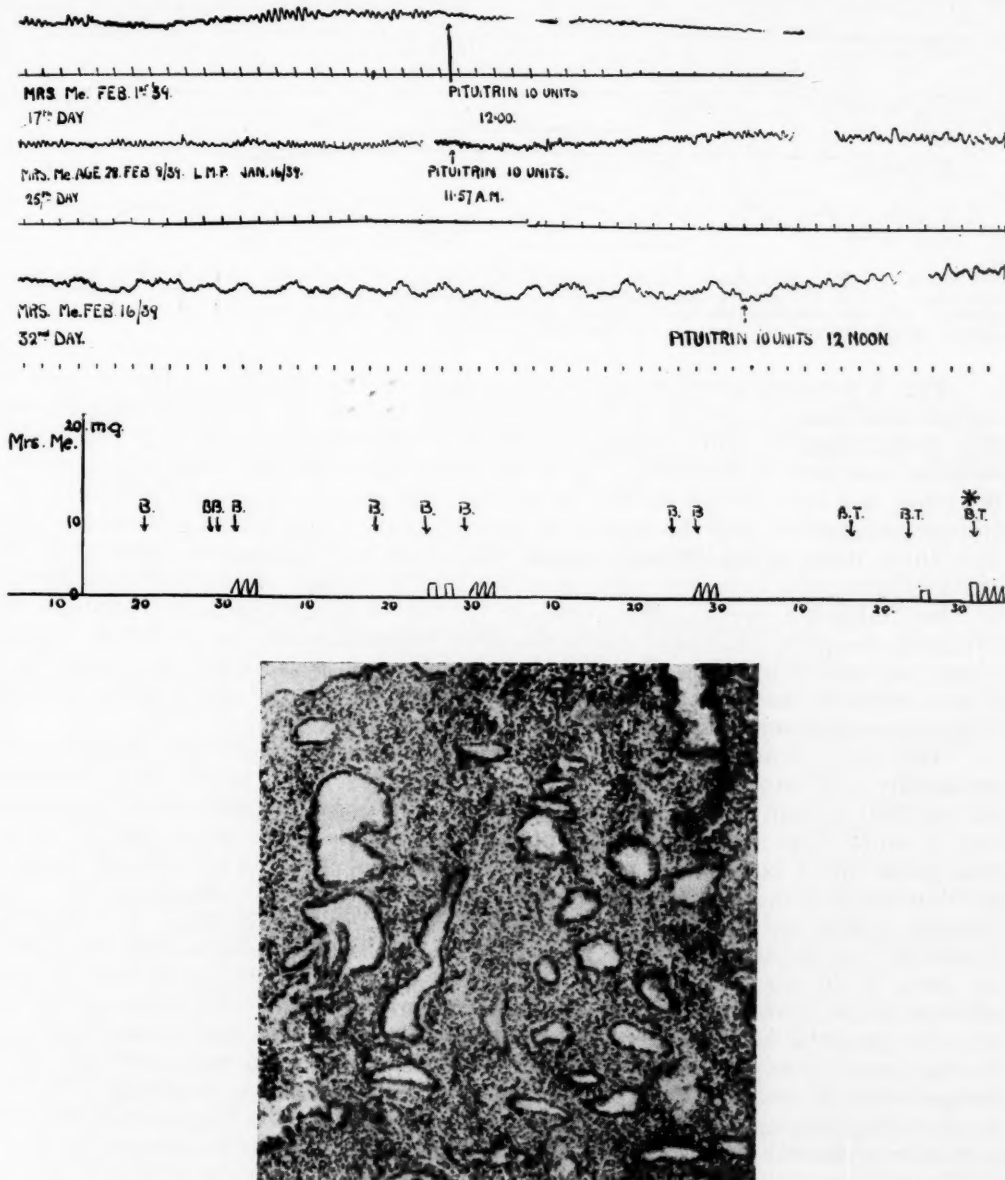 MRS. Me. FEB. 1ST 39. PITUITRIN 10 UNITS
17th DAY 12.00.
MRS. Me. AGE 28. FEB 9/39. L.M.P. JAN. 16/39. PITUITRIN 10 UNITS.
25th DAY 11.57 A.M.
MRS. Me. FEB. 16/39
32nd DAY. PITUITRIN 10 UNITS 12 NOON
20 m.g.
Mrs. Me.
*
B. B B. B. B. B. B. B. B B.T. B.T. B.T.
10
0
10 20 30 10 20 30 10 20 30 10 20. 30